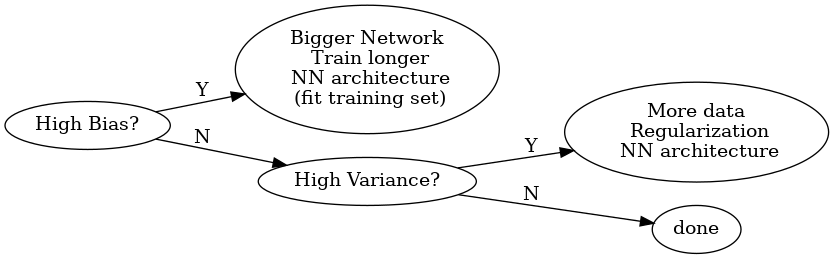 High Bias?
Y
Bigger Network
Train longer
NN architecture
(fit training set)
N
High Variance?
Y
More data
Regularization
NN architecture
N
done